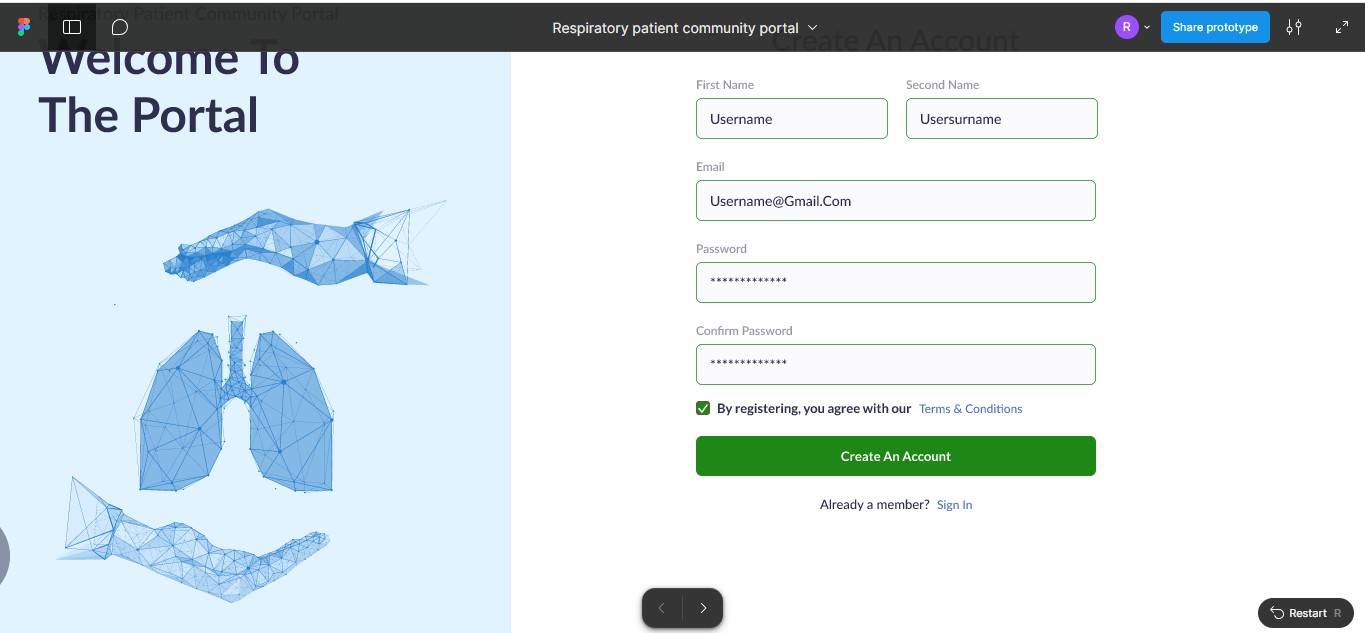 Respiratory Patient Community Portal
Respiratory patient community portal
R
Share prototype
Welcome To
The Portal
Create An Account
First Name
Second Name
Username
Usersurname
Email
Username@Gmail.Com
Password
*************
Confirm Password
*************
By registering, you agree with our Terms & Conditions
Create An Account
Already a member? Sign In
Restart R